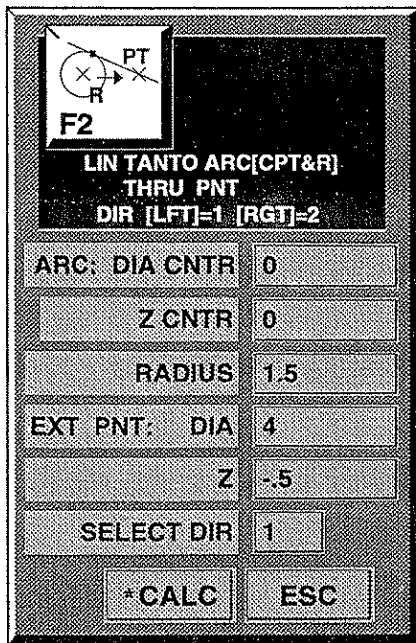 PT
R
F2
LIN TANTO ARC[CPT&R]
THRU PNT
DIR [LFT]=1 [RGT]=2
ARC: DIA CNTR 0
Z CNTR 0
RADIUS 1.5
EXT PNT: DIA 4
Z -.5
SELECT DIR 1
*CALC ESC